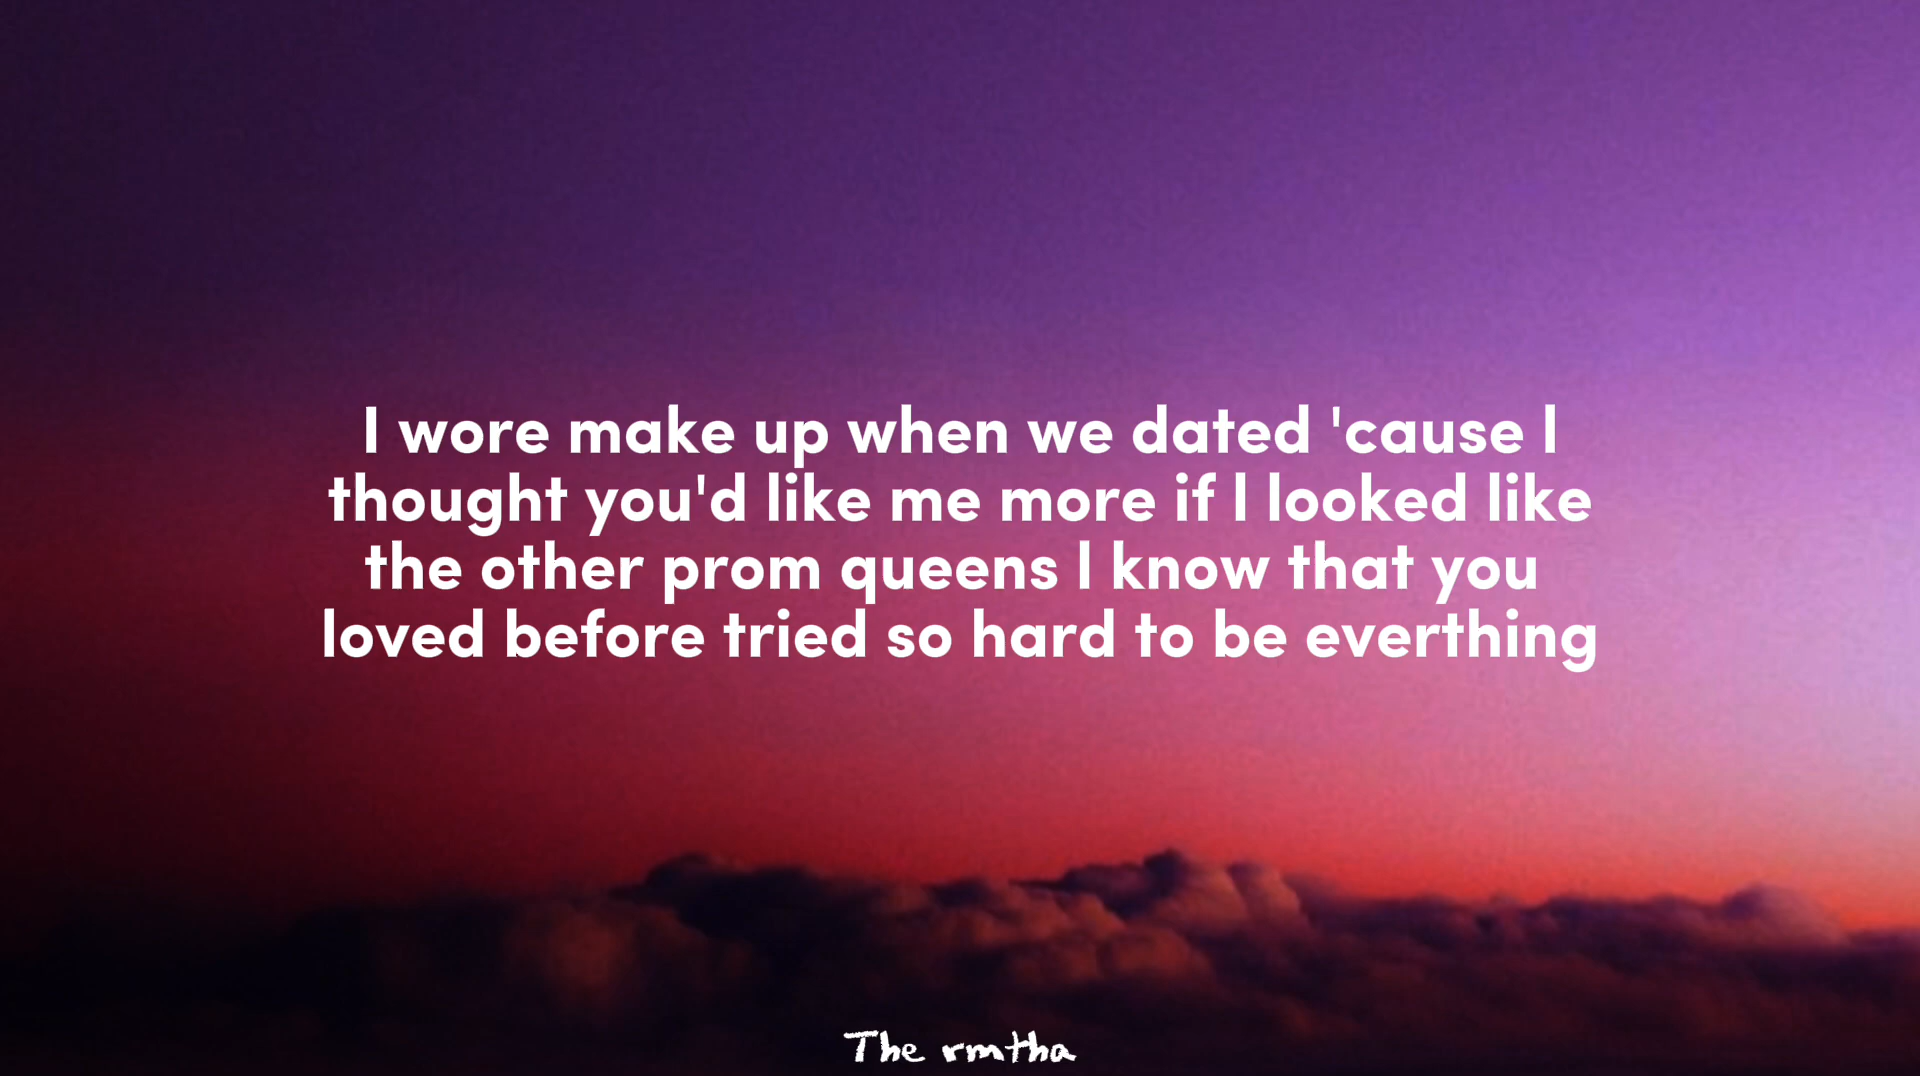 I wore make up when we dated 'cause I
thought you'd like me more if I looked like
the other prom queens I know that you
loved before tried so hard to be everthing
The rmtha